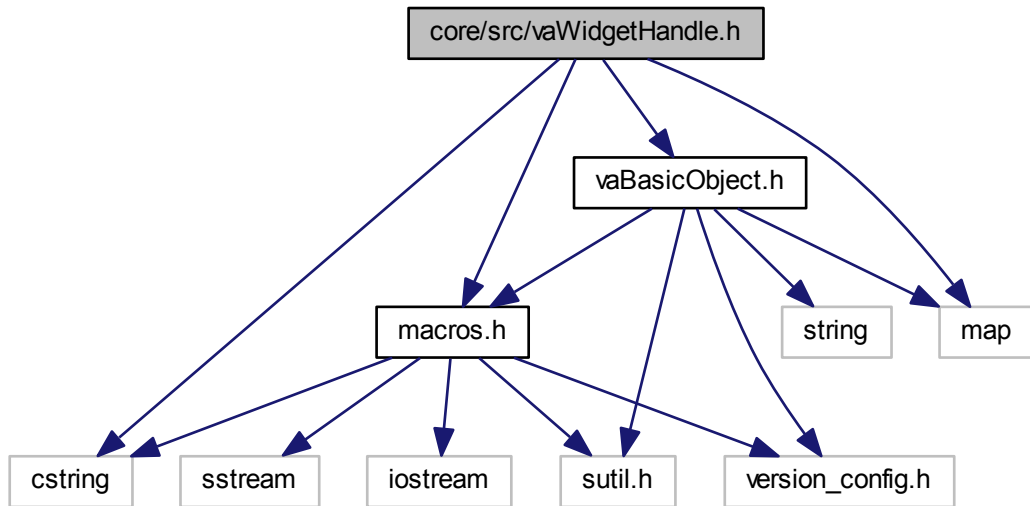 core/src/vaWidgetHandle.h
vaBasicObject.h
macros.h
string
map
cstring
sstream
iostream
sutil.h
version_config.h